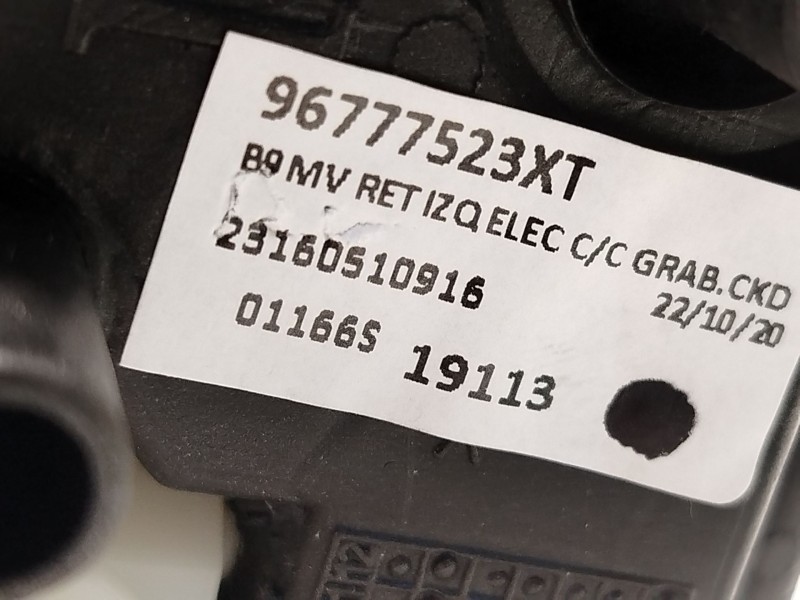 96777523XT
B9 MV RET IZQ ELEC C/C GRAB.CKD
23160510916
22/10/20
01166S
19113